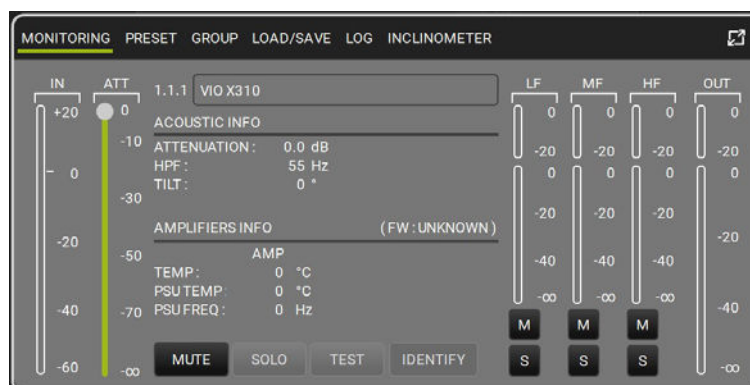 MONITORING PRESET GROUP LOAD/SAVE LOG INCLINOMETER
IN ATT LF MF HF OUT
1.1.1 VIO X310
+20 0 0 0 0 0
ACOUSTIC INFO
-10 ATTENUATION: 0.0 dB -20 -20 -20 -20
HPF: 55 Hz
0 TILT: 0 ° 0 0 0 0
-30
-20 -20 -20
AMPLIFIERS INFO (FW:UNKNOWN)
-20 -20
-50 AMP -40 -40 -40
TEMP: 0 °C
PSU TEMP: 0 °C -∞ -∞ -∞
-40 -70 PSU FREQ: 0 Hz -40
M M M
MUTE SOLO TEST IDENTIFY S S S
-60 -∞ -∞